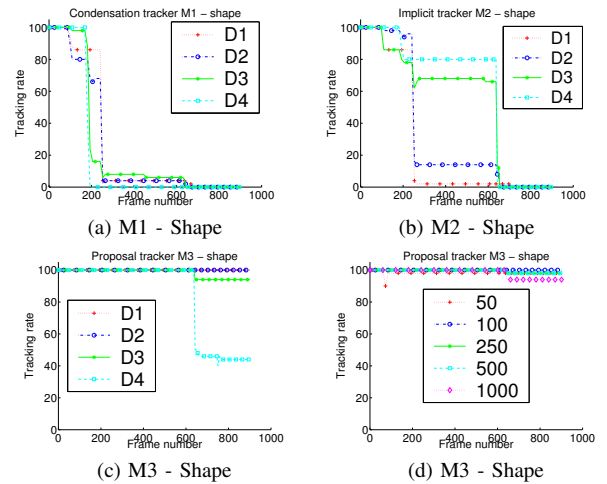 Condensation tracker M1 - shape
Tracking rate
100
80
60
40
20
0
0 200 400 600 800 1000
Frame number
D1
D2
D3
D4
(a) M1 - Shape
Implicit tracker M2 - shape
Tracking rate
100
80
60
40
20
0
0 200 400 600 800 1000
Frame number
D1
D2
D3
D4
(b) M2 - Shape
Proposal tracker M3 - shape
Tracking rate
100
80
60
40
20
0
0 200 400 600 800 1000
Frame number
D1
D2
D3
D4
(c) M3 - Shape
Proposal tracker M3 - shape
Tracking rate
100
80
60
40
20
0
0 200 400 600 800 1000
Frame number
50
100
250
500
1000
(d) M3 - Shape